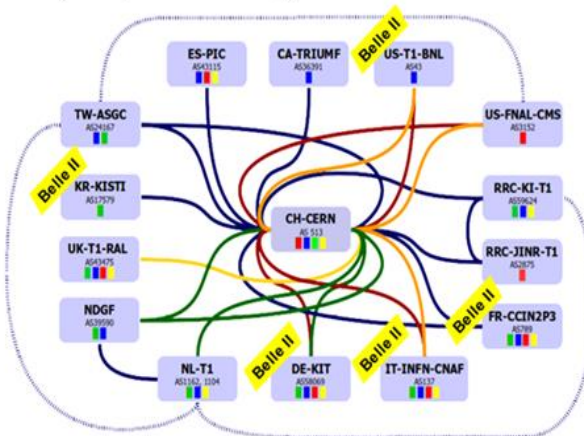 Belle II
ES-PIC
AS43115
CA-TRIUMF
AS36391
US-T1-BNL
AS43
TW-ASGC
AS24167
US-FNAL-CMS
AS3152
Belle II
KR-KISTI
AS17579
RRC-KI-T1
AS59624
CH-CERN
AS 513
UK-T1-RAL
AS43475
RRC-JINR-T1
AS2875
Belle II
NDGF
AS39590
FR-CCIN2P3
AS789
Belle II
Belle II
NL-T1
AS1162, 1104
DE-KIT
AS58069
IT-INFN-CNAF
AS137